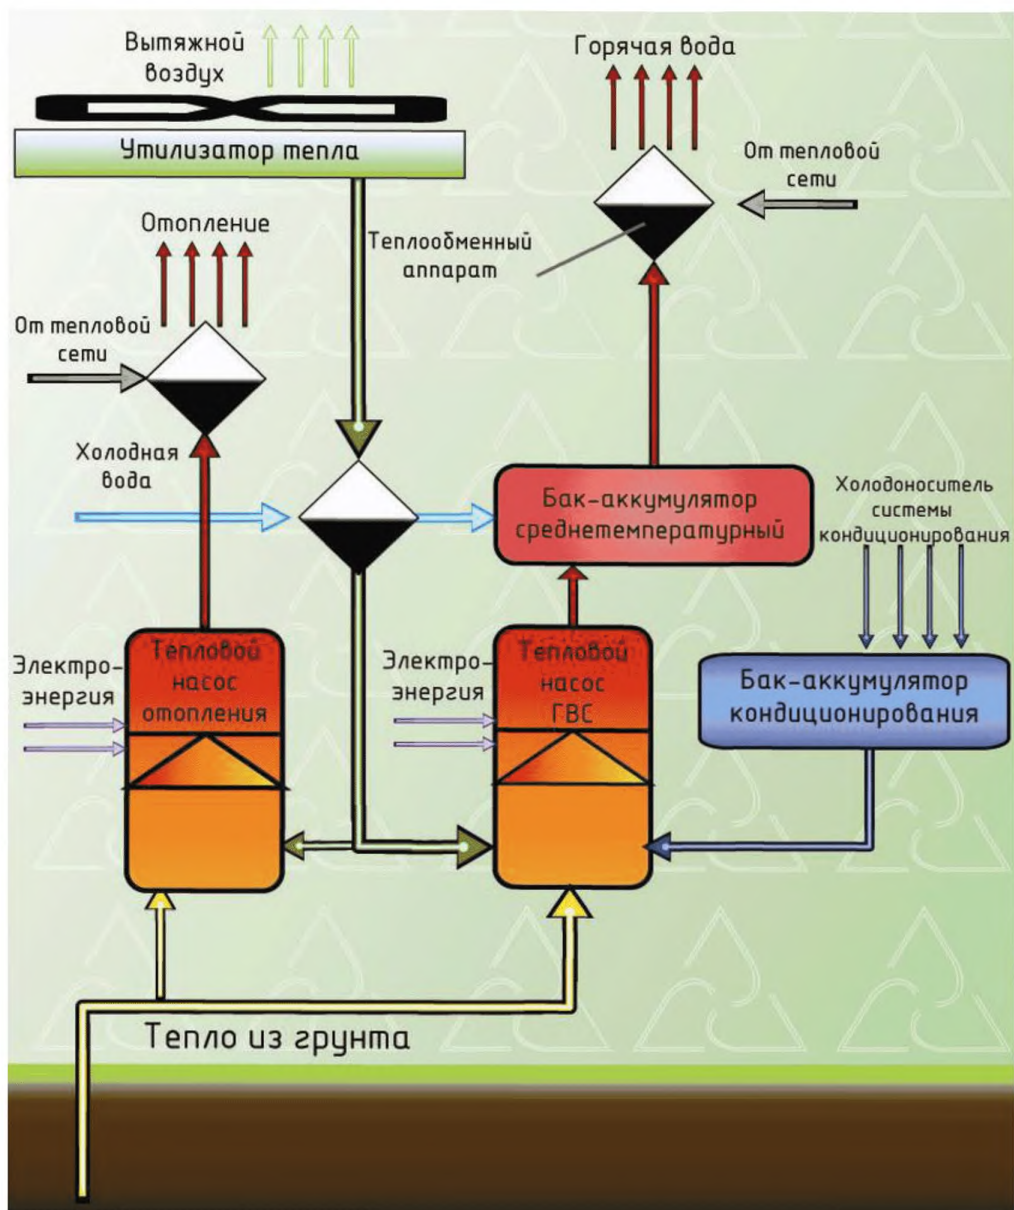 Вытяжной
воздух
Горячая вода
Утилизатор тепла
От тепловой
сети
Отопление
Теплообменный
аппарат
От тепловой
сети
Холодная
вода
Бак-аккумулятор
среднетемпературный
Холодоноситель
системы
кондиционирования
Электро-
энергия
Тепловой
насос
отопления
Электро-
энергия
Тепловой
насос
ГВС
Бак-аккумулятор
кондиционирования
Тепло из грунта